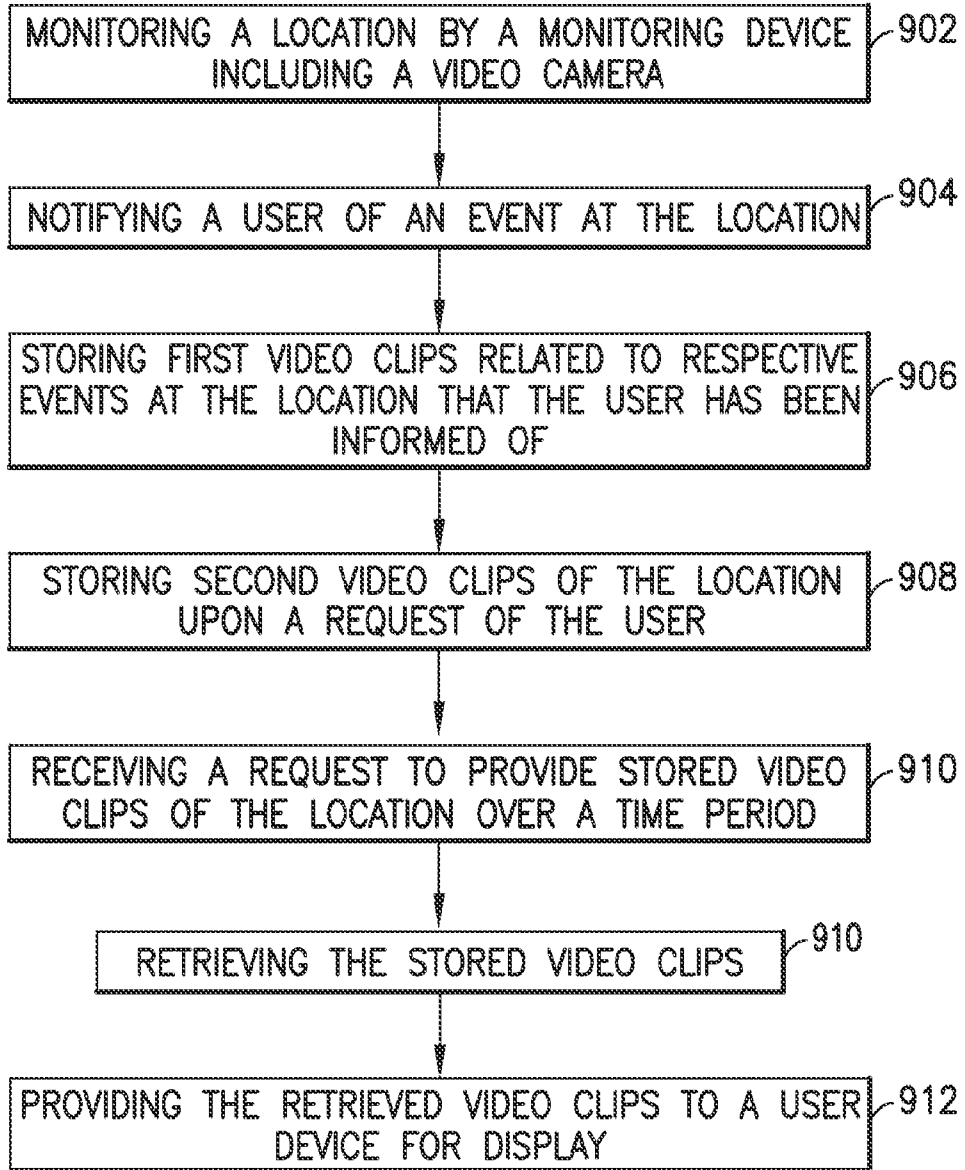 MONITORING A LOCATION BY A MONITORING DEVICE
INCLUDING A VIDEO CAMERA
902
NOTIFYING A USER OF AN EVENT AT THE LOCATION
904
STORING FIRST VIDEO CLIPS RELATED TO RESPECTIVE
EVENTS AT THE LOCATION THAT THE USER HAS BEEN
INFORMED OF
906
STORING SECOND VIDEO CLIPS OF THE LOCATION
UPON A REQUEST OF THE USER
908
RECEIVING A REQUEST TO PROVIDE STORED VIDEO
CLIPS OF THE LOCATION OVER A TIME PERIOD
910
RETRIEVING THE STORED VIDEO CLIPS
910
PROVIDING THE RETRIEVED VIDEO CLIPS TO A USER
DEVICE FOR DISPLAY
912